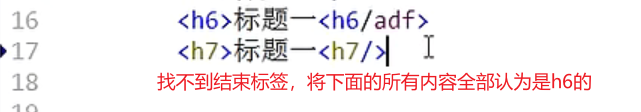 16 <h6>标题一<h6/adf>
17 <h7>标题一<h7/>
18 找不到结束标签，将下面的所有内容全部认为是h6的